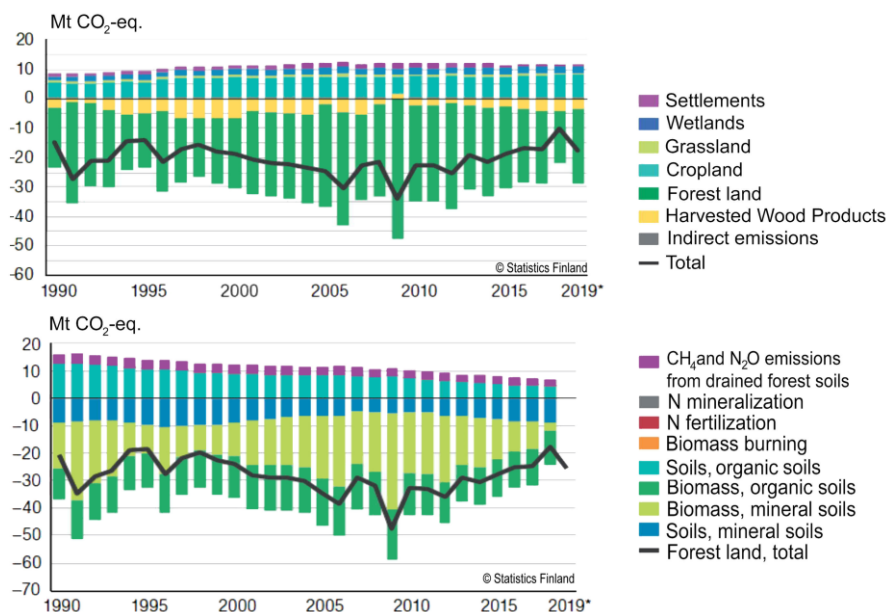 Mt CO₂-eq.
20
10
0
-10
-20
-30
-40
-50
-60
© Statistics Finland
1990 1995 2000 2005 2010 2015 2019*
Settlements
Wetlands
Grassland
Cropland
Forest land
Harvested Wood Products
Indirect emissions
Total
Mt CO₂-eq.
20
10
0
−10
−20
−30
−40
−50
−60
−70
© Statistics Finland
1990 1995 2000 2005 2010 2015 2019*
CH₄and N₂O emissions
from drained forest soils
N mineralization
N fertilization
Biomass burning
Soils, organic soils
Biomass, organic soils
Biomass, mineral soils
Soils, mineral soils
Forest land, total